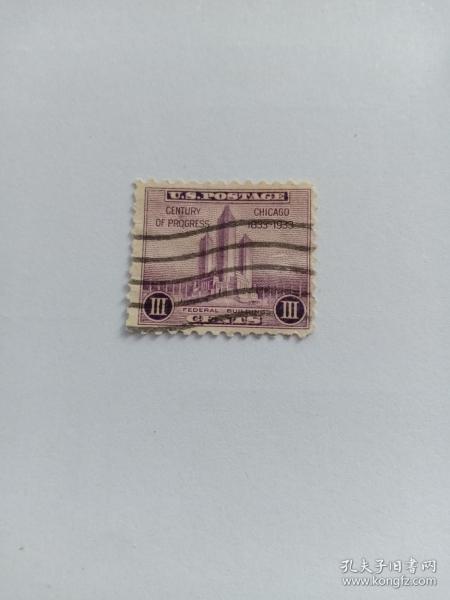 U.S. POSTAGE
CENTURY CHICAGO
OF PROGRESS 1833-1933
III FEDERAL BUILDING III
CENTS
孔夫子旧书网
www.kongfz.com